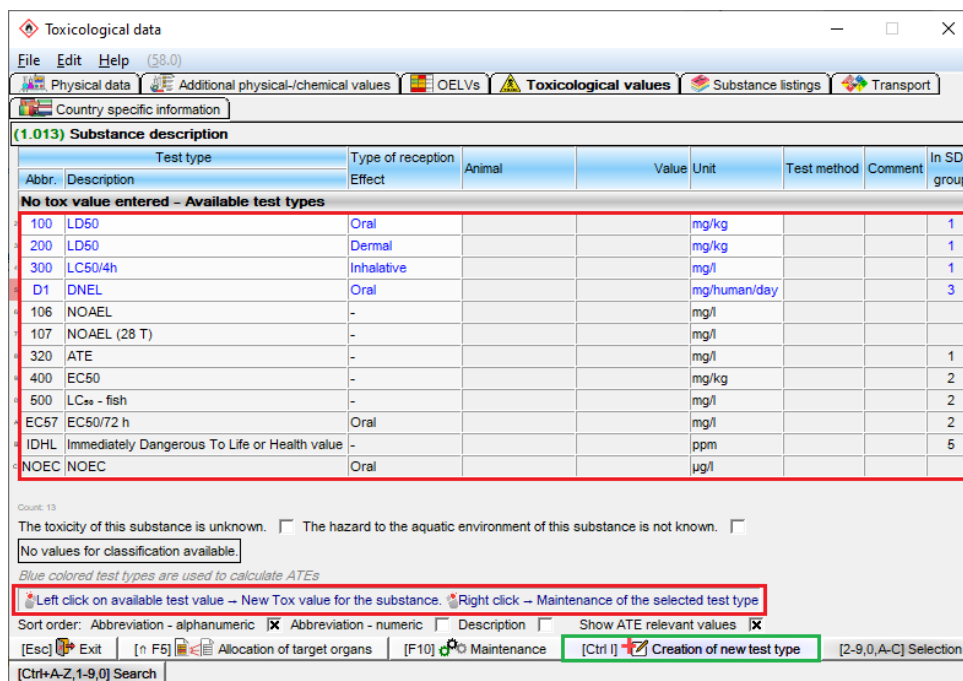 Toxicological data
File Edit Help (58.0)
Physical data Additional physical-/chemical values OELVs Toxicological values Substance listings Transport
Country specific information
(1.013) Substance description
Test type Type of reception Animal Value Unit Test method Comment In SD
Abbr. Description Effect group
No tox value entered – Available test types
100 LD50 Oral mg/kg 1
200 LD50 Dermal mg/kg 1
300 LC50/4h Inhalative mg/l 1
D1 DNEL Oral mg/human/day 3
106 NOAEL - mg/l
107 NOAEL (28 T) - mg/l
320 ATE - mg/l 1
400 EC50 - mg/kg 2
500 LC₅₀ - fish - mg/l 2
EC57 EC50/72 h Oral mg/l 2
IDHL Immediately Dangerous To Life or Health value - ppm 5
NOEC NOEC Oral µg/l
Count: 13
The toxicity of this substance is unknown. The hazard to the aquatic environment of this substance is not known.
No values for classification available.
Blue colored test types are used to calculate ATEs
Left click on available test value → New Tox value for the substance. Right click → Maintenance of the selected test type
Sort order: Abbreviation - alphanumeric Abbreviation - numeric Description Show ATE relevant values
[Esc] Exit [⇑ F5] Allocation of target organs [F10] Maintenance [Ctrl I] Creation of new test type [2-9,0,A-C] Selection
[Ctrl+A-Z,1-9,0] Search